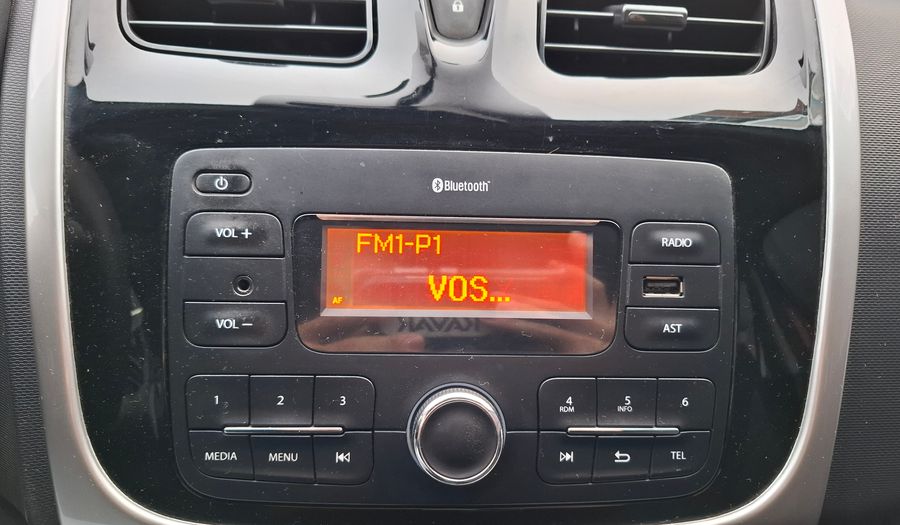 Bluetooth
VOL +
FM1-P1
RADIO
VOS...
AF
VOL –
AST
1
2
3
4
RDM
5
INFO
6
MEDIA
MENU
TEL